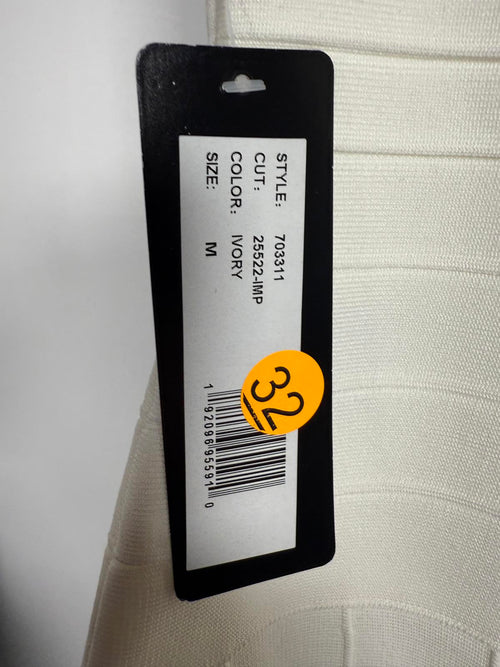 STYLE: 703311
CUT: 25522-IMP
COLOR: IVORY
SIZE: M
32
1 92096 95591 0